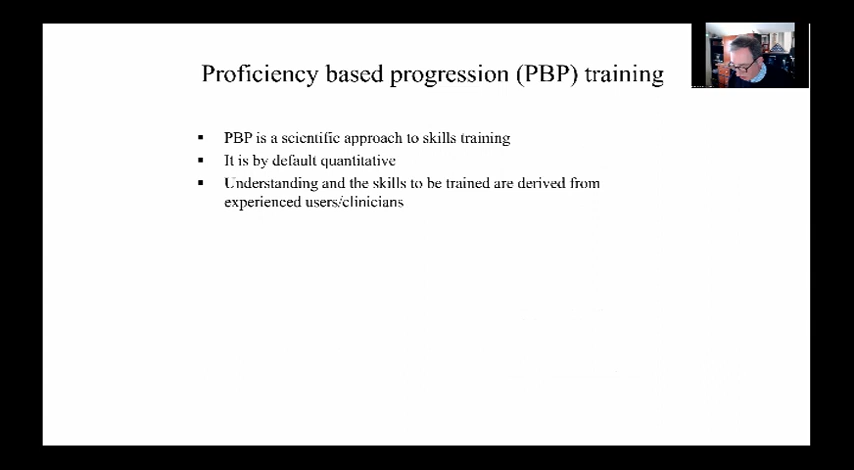 Proficiency based progression (PBP) training
▪ PBP is a scientific approach to skills training
▪ It is by default quantitative
▪ Understanding and the skills to be trained are derived from
experienced users/clinicians